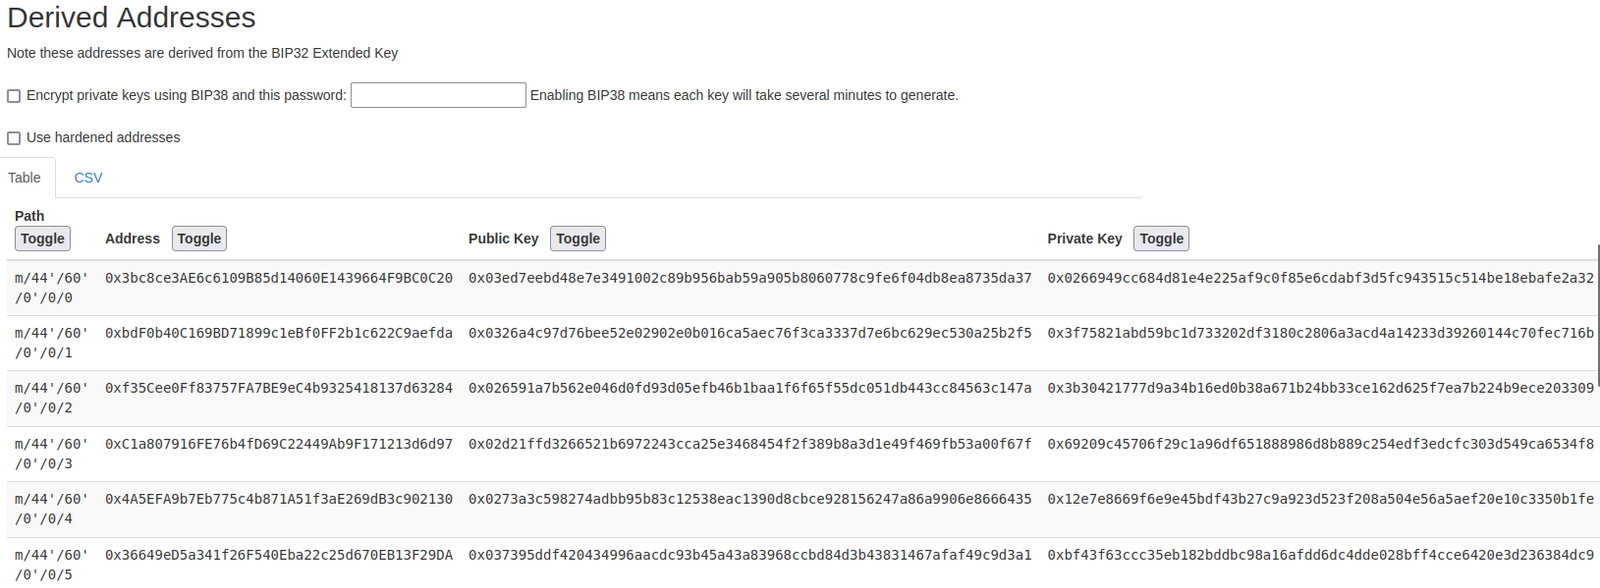 Derived Addresses
Note these addresses are derived from the BIP32 Extended Key
Encrypt private keys using BIP38 and this password: Enabling BIP38 means each key will take several minutes to generate.
Use hardened addresses
Table CSV
Path
Toggle Address Toggle Public Key Toggle Private Key Toggle
m/44'/60' 0x3bc8ce3AE6c6109B85d14060E1439664F9BC0C20 0x03ed7eebd48e7e3491002c89b956bab59a905b8060778c9fe6f04db8ea8735da37 0x0266949cc684d81e4e225af9c0f85e6cdabf3d5fc943515c514be18ebafe2a32
/0'/0/0
m/44'/60' 0xbdF0b40C169BD71899c1eBf0FF2b1c622C9aefda 0x0326a4c97d76bee52e02902e0b016ca5aec76f3ca3337d7e6bc629ec530a25b2f5 0x3f75821abd59bc1d733202df3180c2806a3acd4a14233d39260144c70fec716b
/0'/0/1
m/44'/60' 0xf35Cee0Ff83757FA7BE9eC4b9325418137d63284 0x026591a7b562e046d0fd93d05efb46b1baa1f6f65f55dc051db443cc84563c147a 0x3b30421777d9a34b16ed0b38a671b24bb33ce162d625f7ea7b224b9ece203309
/0'/0/2
m/44'/60' 0xC1a807916FE76b4fD69C22449Ab9F171213d6d97 0x02d21ffd3266521b6972243cca25e3468454f2f389b8a3d1e49f469fb53a00f67f 0x69209c45706f29c1a96df651888986d8b889c254edf3edcfc303d549ca6534f8
/0'/0/3
m/44'/60' 0x4A5EFA9b7Eb775c4b871A51f3aE269dB3c902130 0x0273a3c598274adbb95b83c12538eac1390d8cbce928156247a86a9906e8666435 0x12e7e8669f6e9e45bdf43b27c9a923d523f208a504e56a5aef20e10c3350b1fe
/0'/0/4
m/44'/60' 0x36649eD5a341f26F540Eba22c25d670EB13F29DA 0x037395ddf420434996aacdc93b45a43a83968ccbd84d3b43831467afaf49c9d3a1 0xbf43f63ccc35eb182bddbc98a16afdd6dc4dde028bff4cce6420e3d236384dc9
/0'/0/5